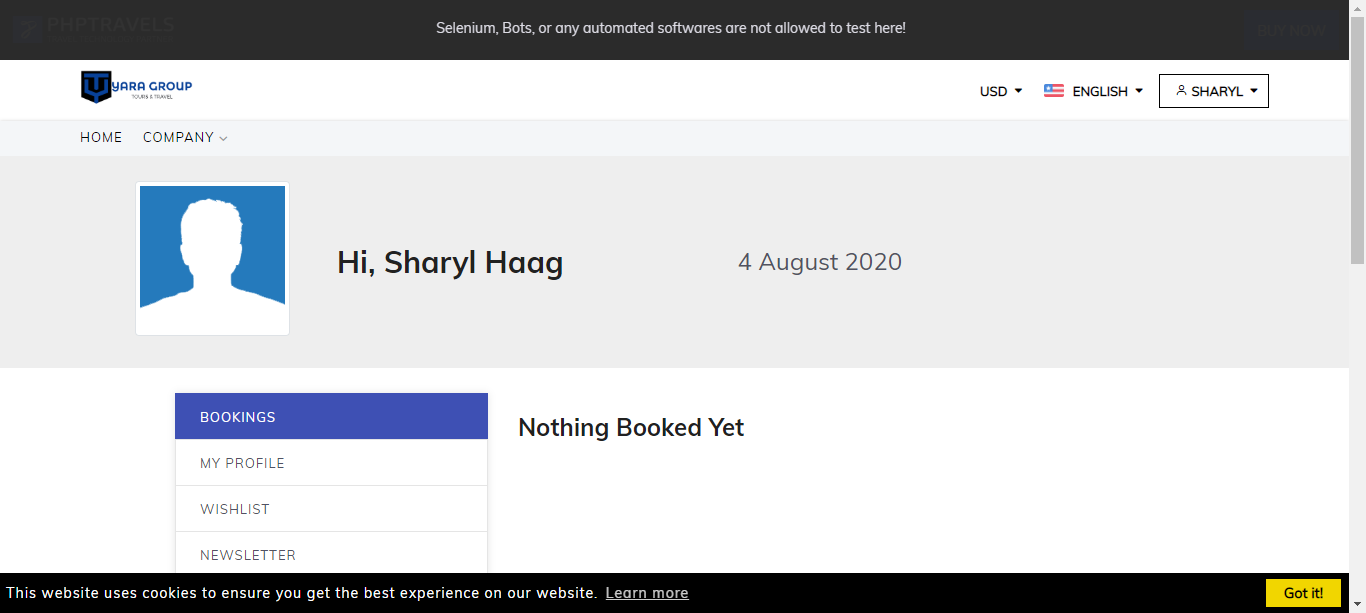 PHPTRAVELS
Selenium, Bots, or any automated softwares are not allowed to test here!
BUY NOW
YARA GROUP
TOURS & TRAVEL
USD
ENGLISH
SHARYL
HOME
COMPANY
Hi, Sharyl Haag
4 August 2020
BOOKINGS
Nothing Booked Yet
MY PROFILE
WISHLIST
NEWSLETTER
This website uses cookies to ensure you get the best experience on our website. Learn more
Got it!